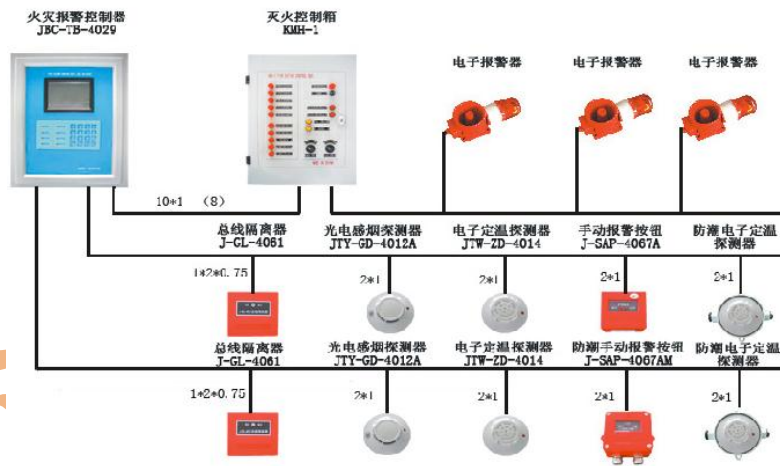 火灾报警控制器
JBC-TB-4029
灭火控制箱
KMH-1
电子报警器
电子报警器
电子报警器
10*1 (8)
总线隔离器
J-GL-4061
光电感烟探测器
JTY-GD-4012A
电子定温探测器
JTW-ZD-4014
手动报警按钮
J-SAP-4067A
防潮电子定温
探测器
1*2*0.75
2*1
2*1
2*1
2*1
总线隔离器
J-GL-4061
光电感烟探测器
JTY-GD-4012A
电子定温探测器
JTW-ZD-4014
防潮手动报警按钮
J-SAP-4067AM
防潮电子定温
探测器
1*2*0.75
2*1
2*1
2*1
2*1